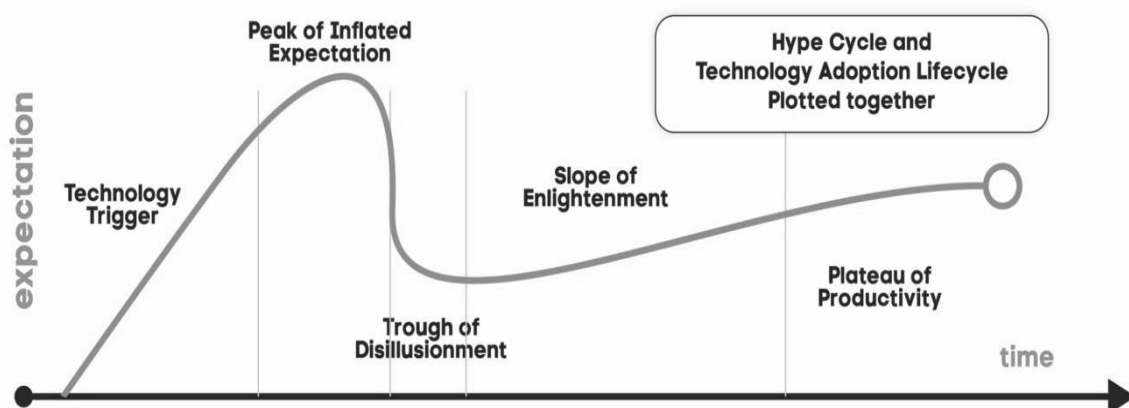 Peak of Inflated
Expectation
Hype Cycle and
Technology Adoption Lifecycle
Plotted together
expectation
Technology
Trigger
Slope of
Enlightenment
Plateau of
Productivity
Trough of
Disillusionment
time